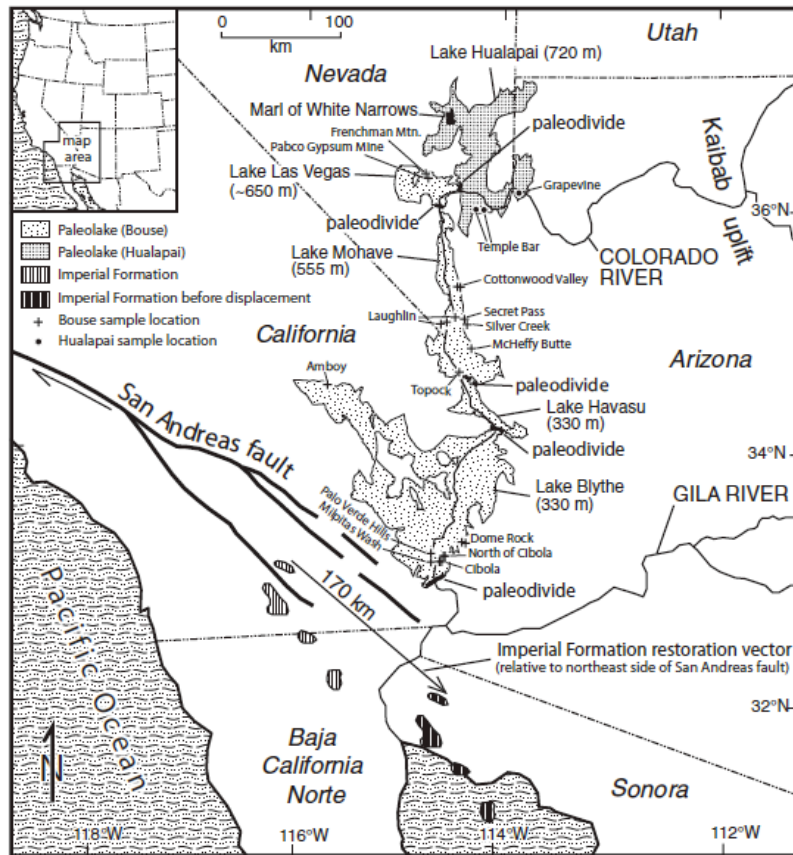 0 100
km
Utah
Nevada
Lake Hualapai (720 m)
Marl of White Narrows
paleodivide
Frenchman Mtn.
Pabco Gypsum Mine
Lake Las Vegas
(~650 m)
Grapevine
Kaibab
uplift
36°N
map
area
paleodivide
Temple Bar
COLORADO
RIVER
Paleolake (Bouse)
Paleolake (Hualapai)
Imperial Formation
Imperial Formation before displacement
Bouse sample location
Hualapai sample location
Lake Mohave
(555 m)
Cottonwood Valley
Laughlin
Secret Pass
Silver Creek
McHeffy Butte
California
Arizona
Amboy
Topock
paleodivide
Lake Havasu
(330 m)
paleodivide
San Andreas fault
34°N
Lake Blythe
(330 m)
GILA RIVER
Palo Verde Hills
Milpitas Wash
Dome Rock
North of Cibola
Cibola
paleodivide
170 km
Imperial Formation restoration vector
(relative to northeast side of San Andreas fault)
Pacific Ocean
32°N
N
Baja
California
Norte
Sonora
118°W
116°W
114°W
112°W